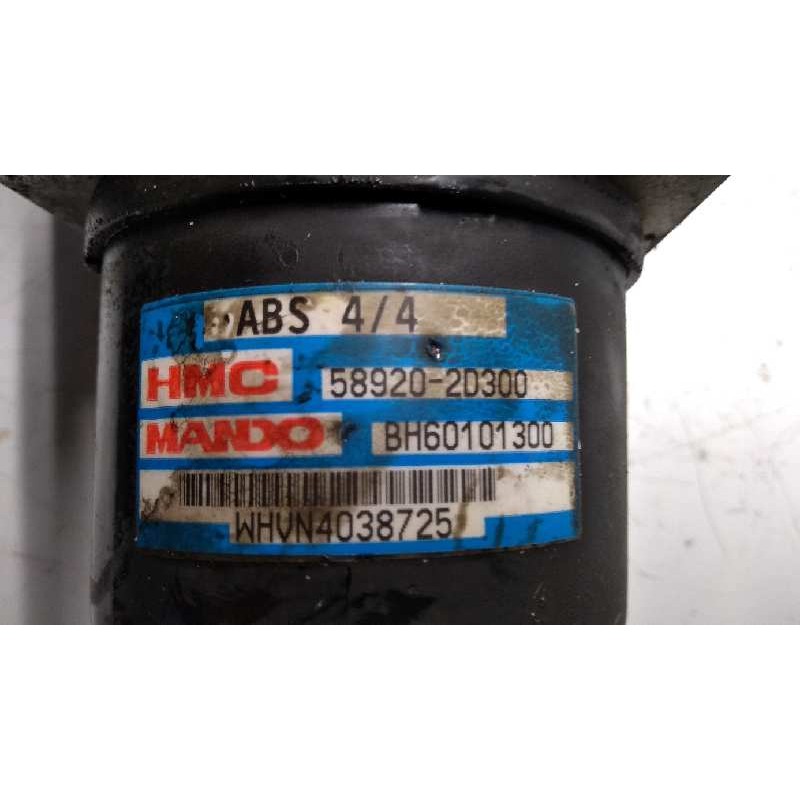 ABS 4/4
HMC 58920-2D300
MANDO BH60101300
WHVN4038725